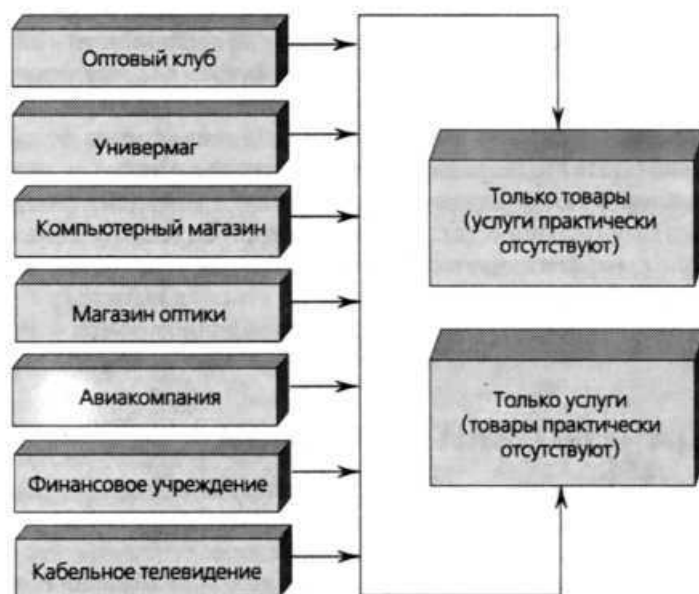 Оптовый клуб
Универмаг
Компьютерный магазин
Магазин оптики
Авиакомпания
Финансовое учреждение
Кабельное телевидение
Только товары
(услуги практически
отсутствуют)
Только услуги
(товары практически
отсутствуют)